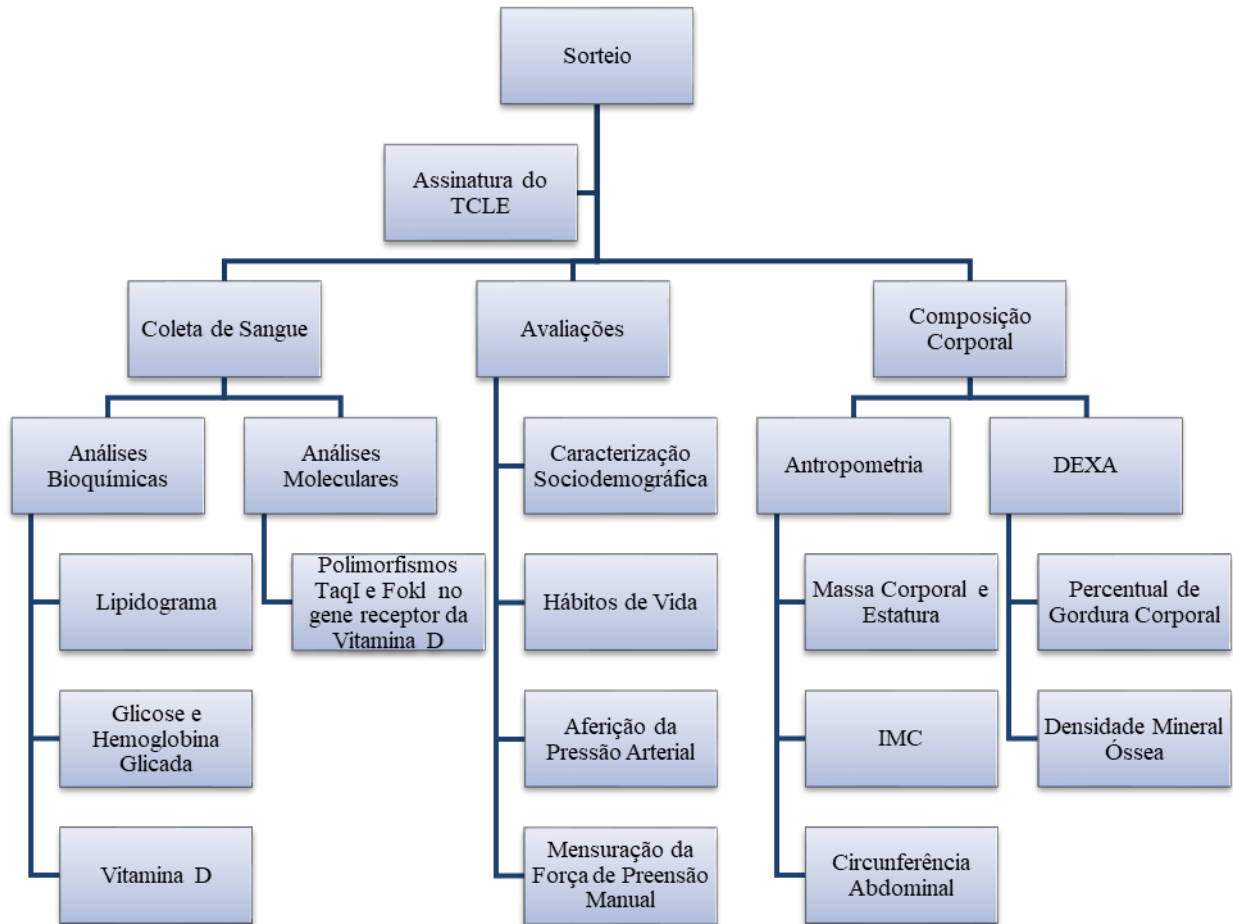 Sorteio
Assinatura do
TCLE
Coleta de Sangue
Avaliações
Composição
Corporal
Análises
Bioquímicas
Análises
Moleculares
Caracterização
Sociodemográfica
Antropometria
DEXA
Lipidograma
Polimorfismos
TaqI e Fokl no
gene receptor da
Vitamina D
Hábitos de Vida
Massa Corporal e
Estatura
Percentual de
Gordura Corporal
Glicose e
Hemoglobina
Glicada
Aferição da
Pressão Arterial
IMC
Densidade Mineral
Óssea
Vitamina D
Mensuração da
Força de Preensão
Manual
Circunferência
Abdominal